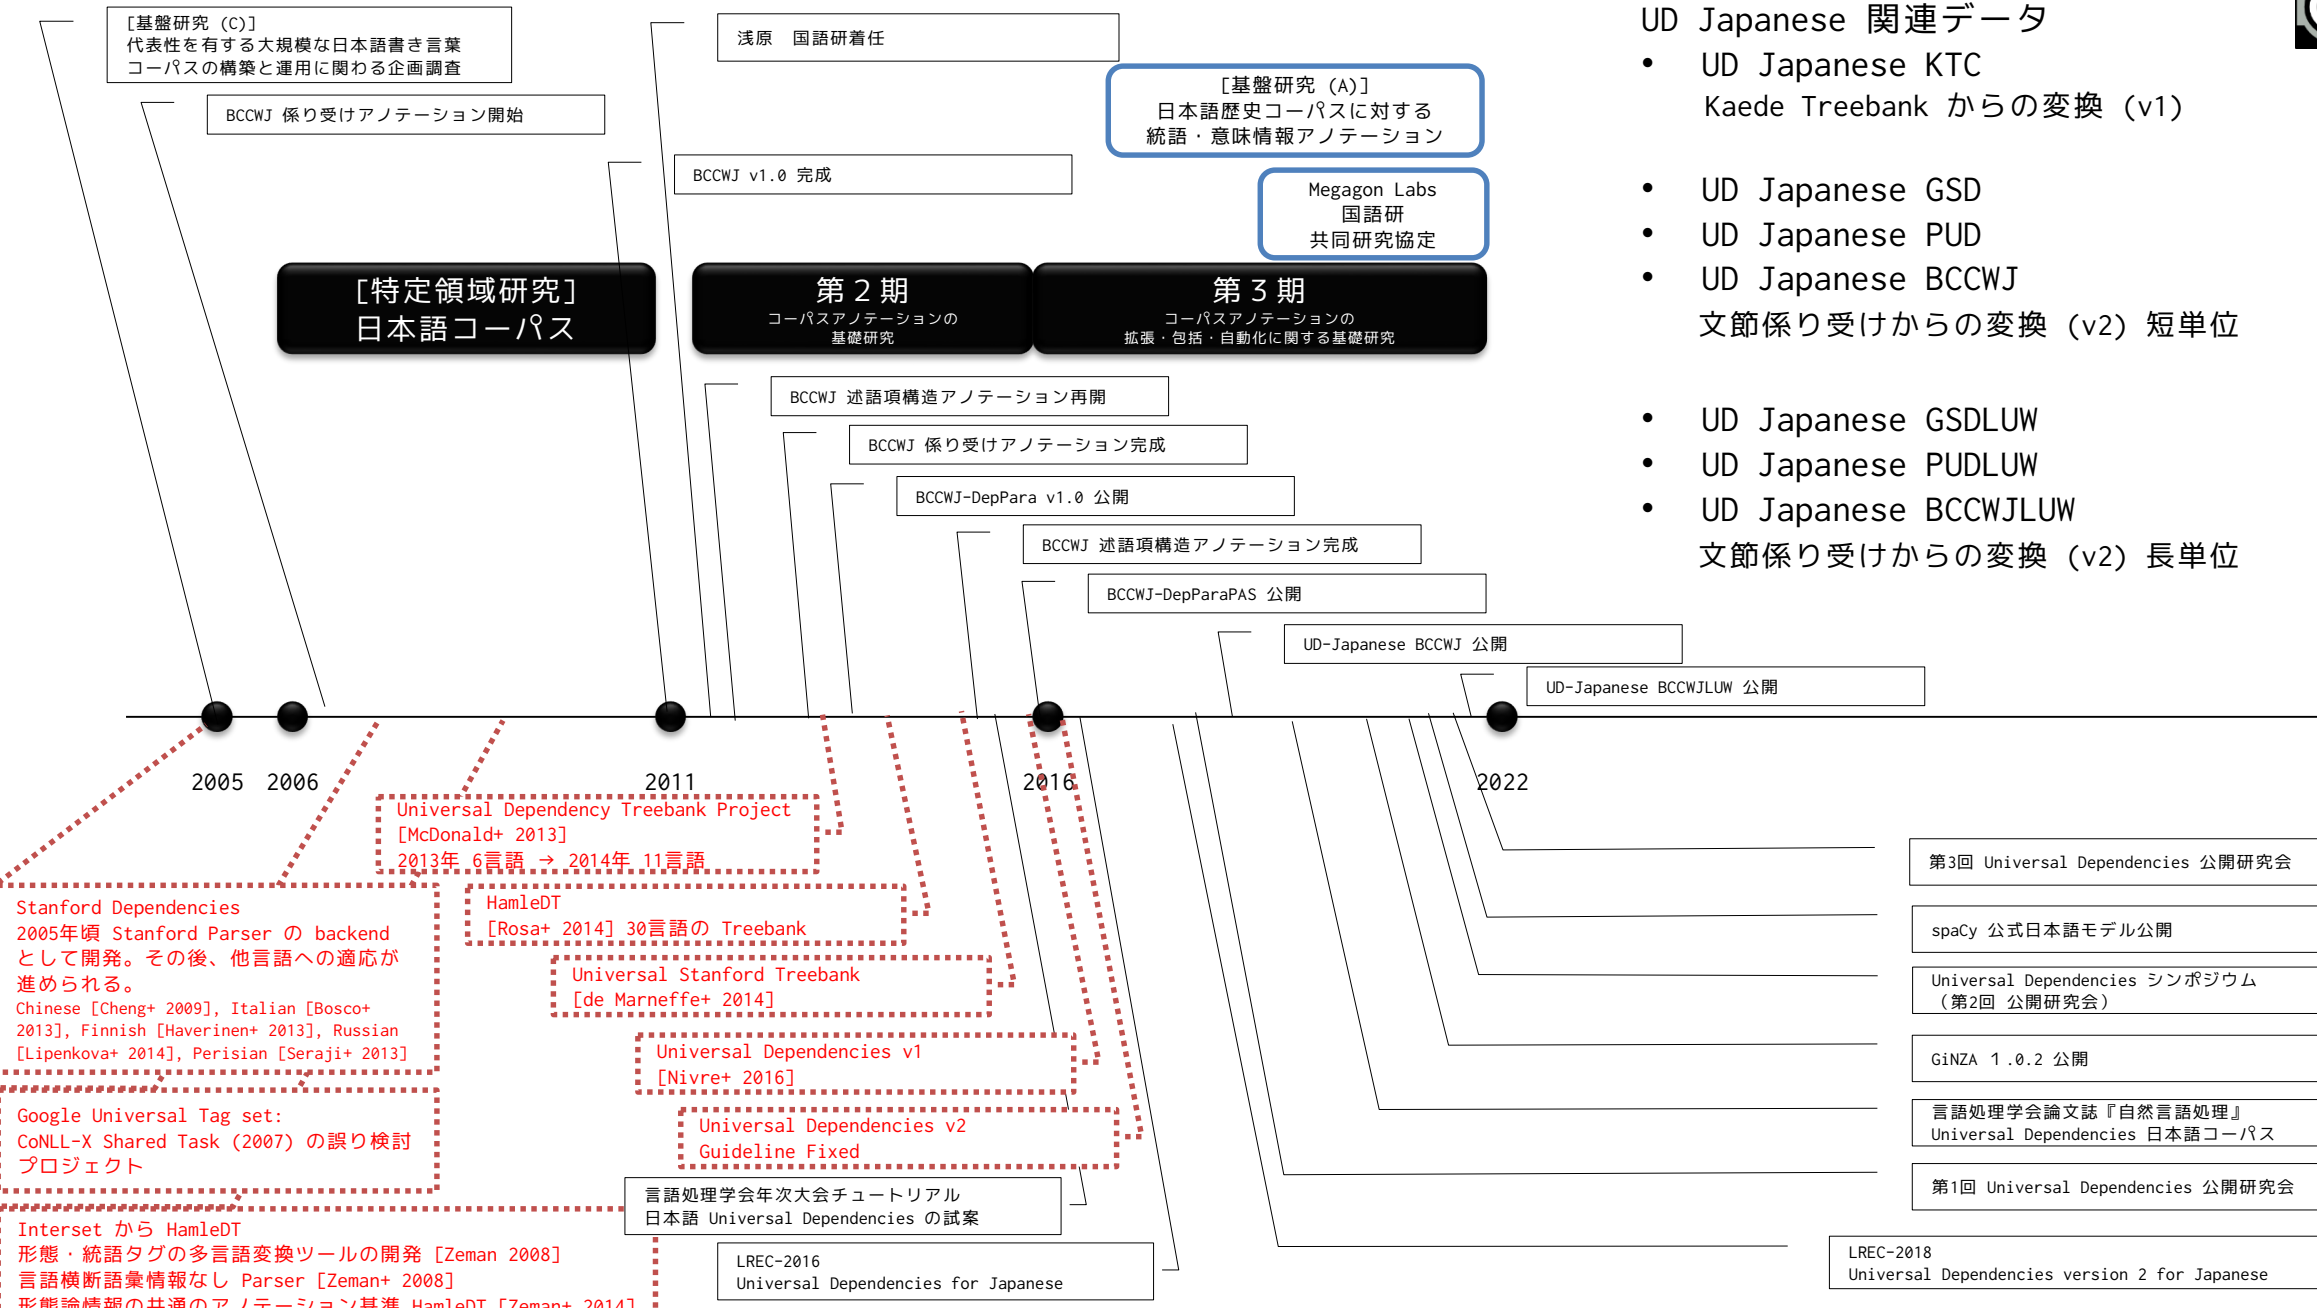 [基盤研究 (C)]
代表性を有する大規模な日本語書き言葉
コーパスの構築と運用に関わる企画調査
BCCWJ 係り受けアノテーション開始
浅原　国語研着任
BCCWJ v1.0 完成
[基盤研究 (A)]
日本語歴史コーパスに対する
統語・意味情報アノテーション
Megagon Labs
国語研
共同研究協定
[特定領域研究]
日本語コーパス
第２期
コーパスアノテーションの
基礎研究
第３期
コーパスアノテーションの
拡張・包括・自動化に関する基礎研究
BCCWJ 述語項構造アノテーション再開
BCCWJ 係り受けアノテーション完成
BCCWJ-DepPara v1.0 公開
BCCWJ 述語項構造アノテーション完成
BCCWJ-DepParaPAS 公開
UD-Japanese BCCWJ 公開
UD-Japanese BCCWJLUW 公開
UD Japanese 関連データ
• UD Japanese KTC
Kaede Treebank からの変換 (v1)
• UD Japanese GSD
• UD Japanese PUD
• UD Japanese BCCWJ
文節係り受けからの変換 (v2) 短単位
• UD Japanese GSDLUW
• UD Japanese PUDLUW
• UD Japanese BCCWJLUW
文節係り受けからの変換 (v2) 長単位
2005
2006
2011
2016
2022
Universal Dependency Treebank Project
[McDonald+ 2013]
2013年 6言語 → 2014年 11言語
HamleDT
[Rosa+ 2014] 30言語の Treebank
Universal Stanford Treebank
[de Marneffe+ 2014]
Universal Dependencies v1
[Nivre+ 2016]
Universal Dependencies v2
Guideline Fixed
Stanford Dependencies
2005年頃 Stanford Parser の backend
として開発。その後、他言語への適応が
進められる。
Chinese [Cheng+ 2009], Italian [Bosco+
2013], Finnish [Haverinen+ 2013], Russian
[Lipenkova+ 2014], Perisian [Seraji+ 2013]
Google Universal Tag set:
CoNLL-X Shared Task (2007) の誤り検討
プロジェクト
Interset から HamleDT
形態・統語タグの多言語変換ツールの開発 [Zeman 2008]
言語横断語彙情報なし Parser [Zeman+ 2008]
形態論情報の共通のアノテーション基準 HamleDT [Zeman+ 2014]
言語処理学会年次大会チュートリアル
日本語 Universal Dependencies の試案
LREC-2016
Universal Dependencies for Japanese
第3回 Universal Dependencies 公開研究会
spaCy 公式日本語モデル公開
Universal Dependencies シンポジウム
（第2回 公開研究会）
GiNZA １.0.2 公開
言語処理学会論文誌『自然言語処理』
Universal Dependencies 日本語コーパス
第1回 Universal Dependencies 公開研究会
LREC-2018
Universal Dependencies version 2 for Japanese